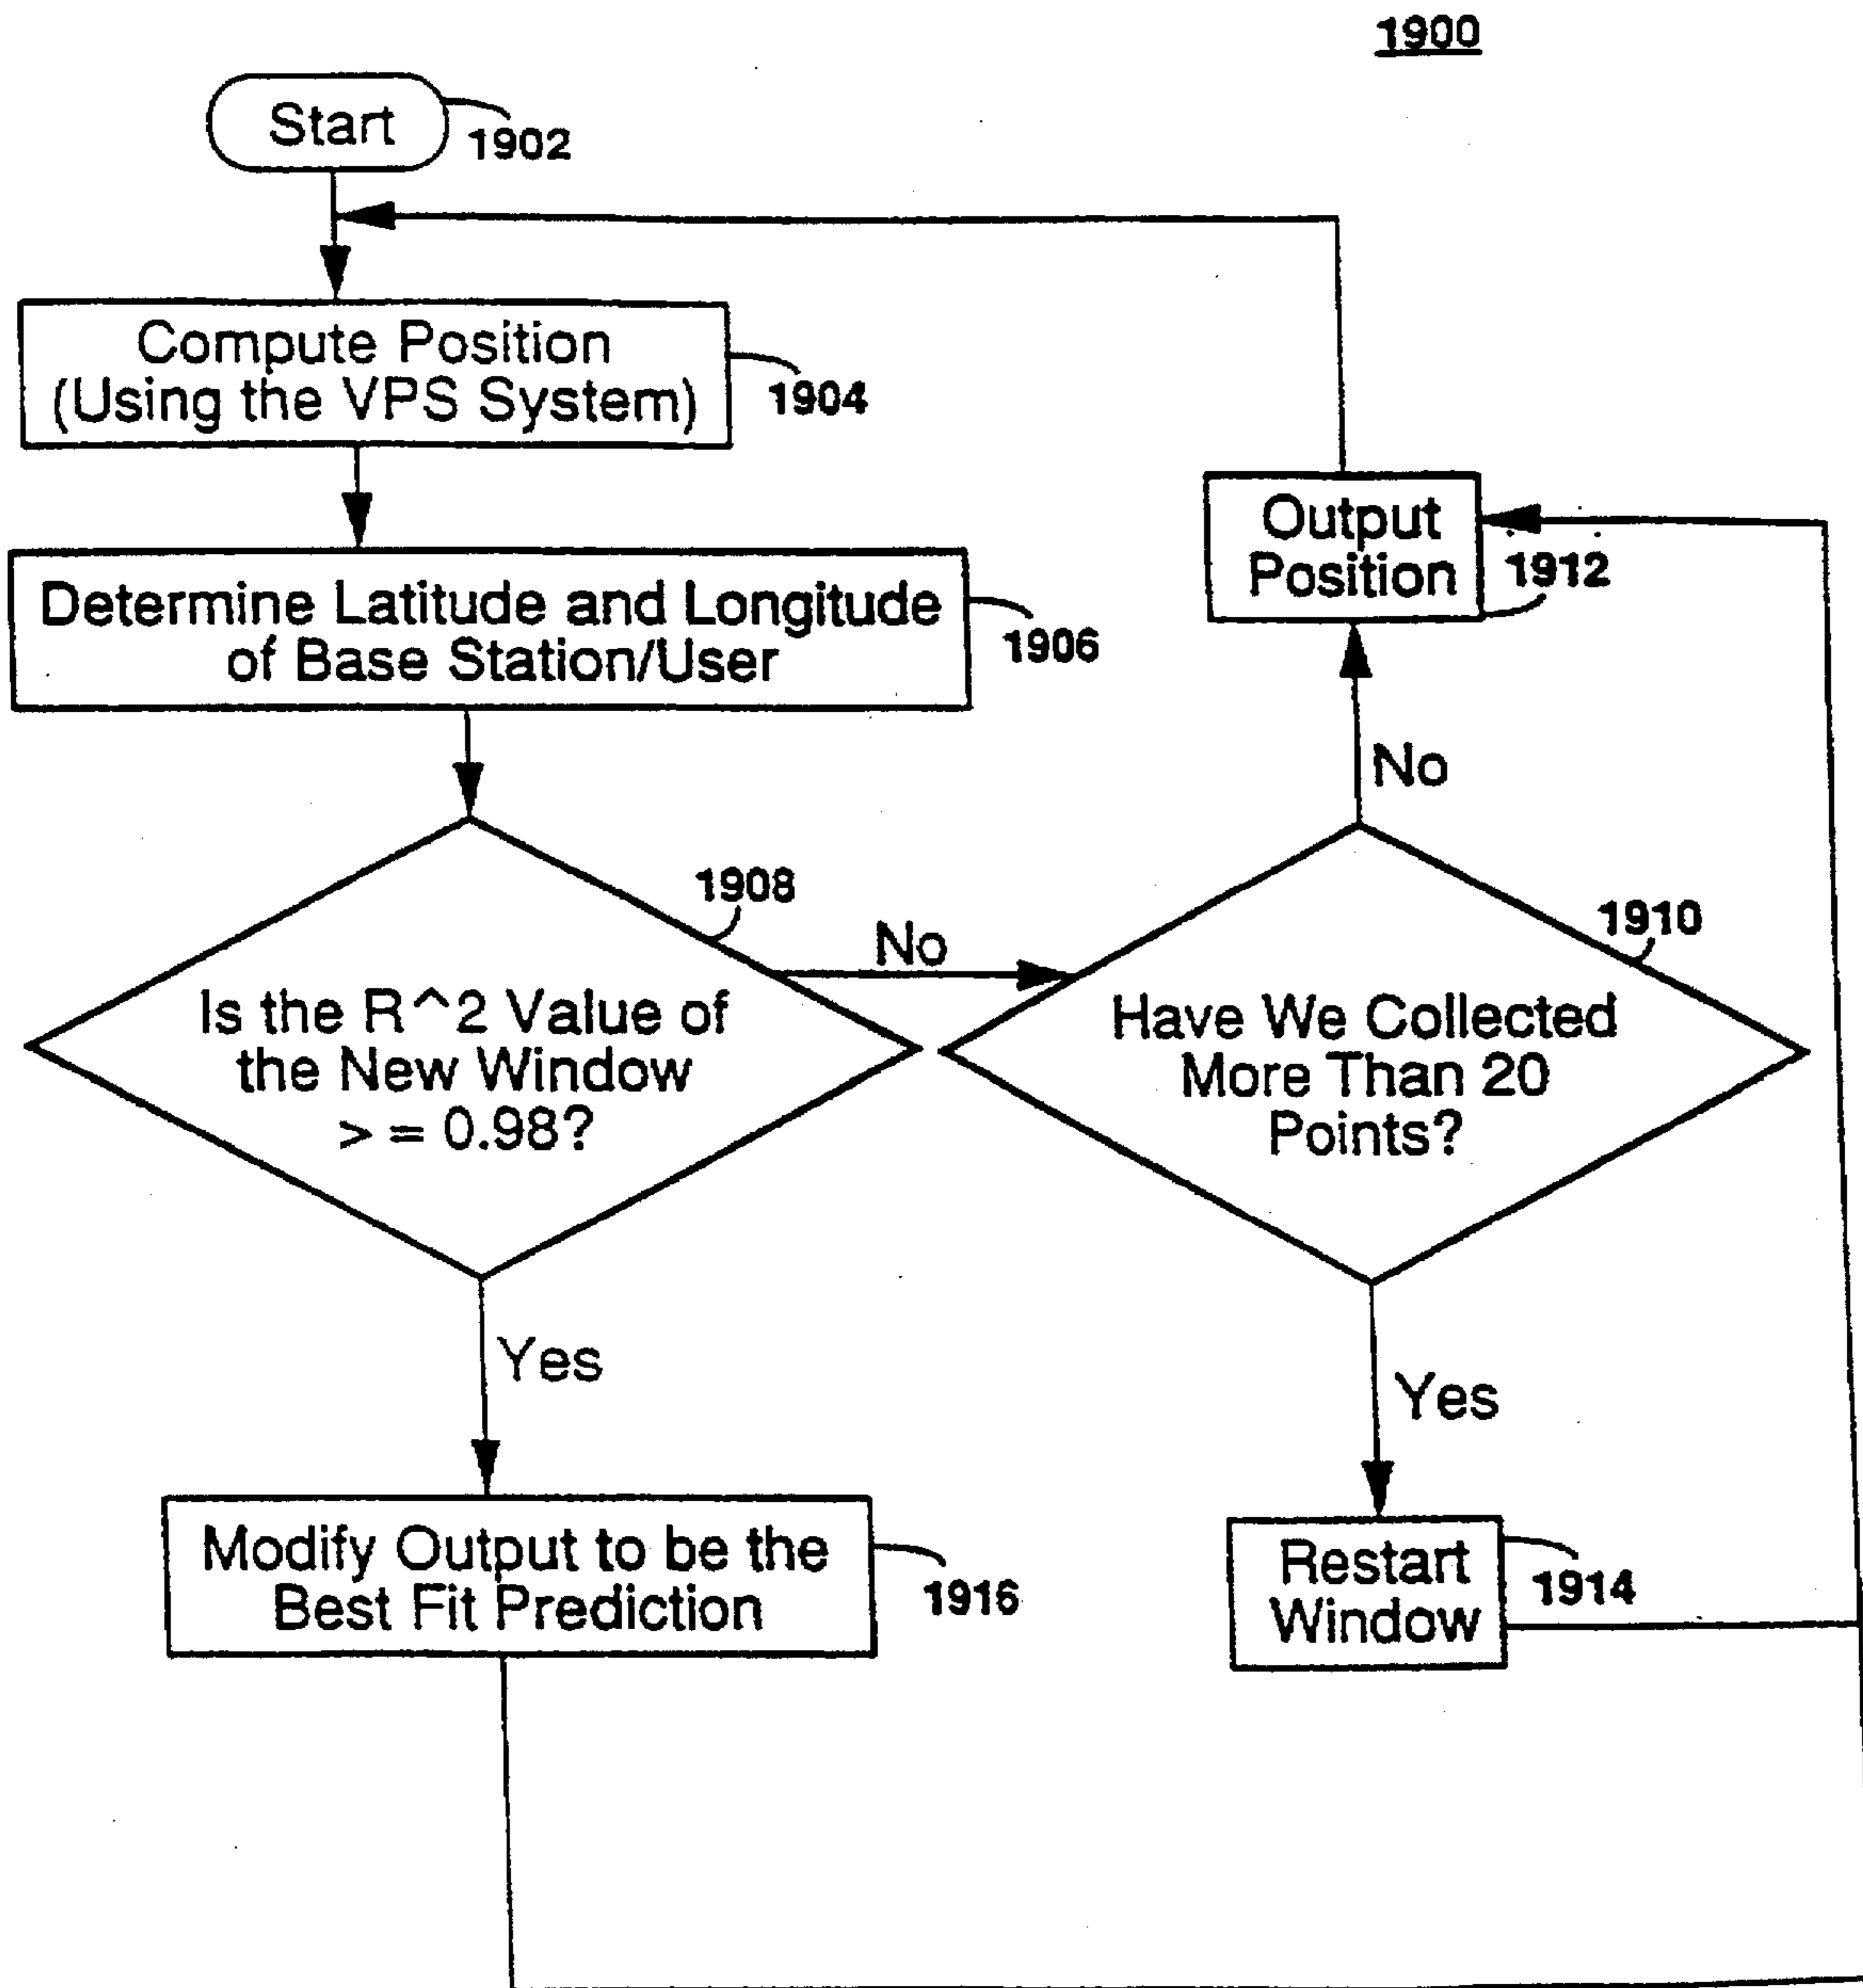 1900
Start
1902
Compute Position
(Using the VPS System)
1904
Determine Latitude and Longitude
of Base Station/User
1906
Output
Position
1912
No
1908
Is the R^2 Value of
the New Window
> = 0.98?
No
1910
Have We Collected
More Than 20
Points?
Yes
Yes
Modify Output to be the
Best Fit Prediction
1916
Restart
Window
1914